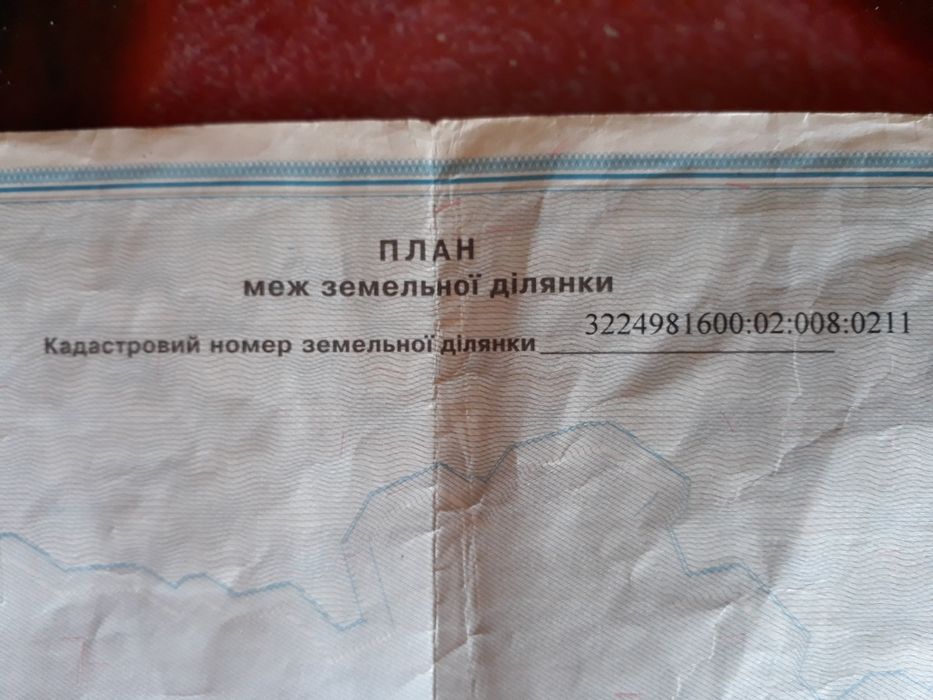 ПЛАН
меж земельної ділянки
Кадастровий номер земельної ділянки 3224981600:02:008:0211